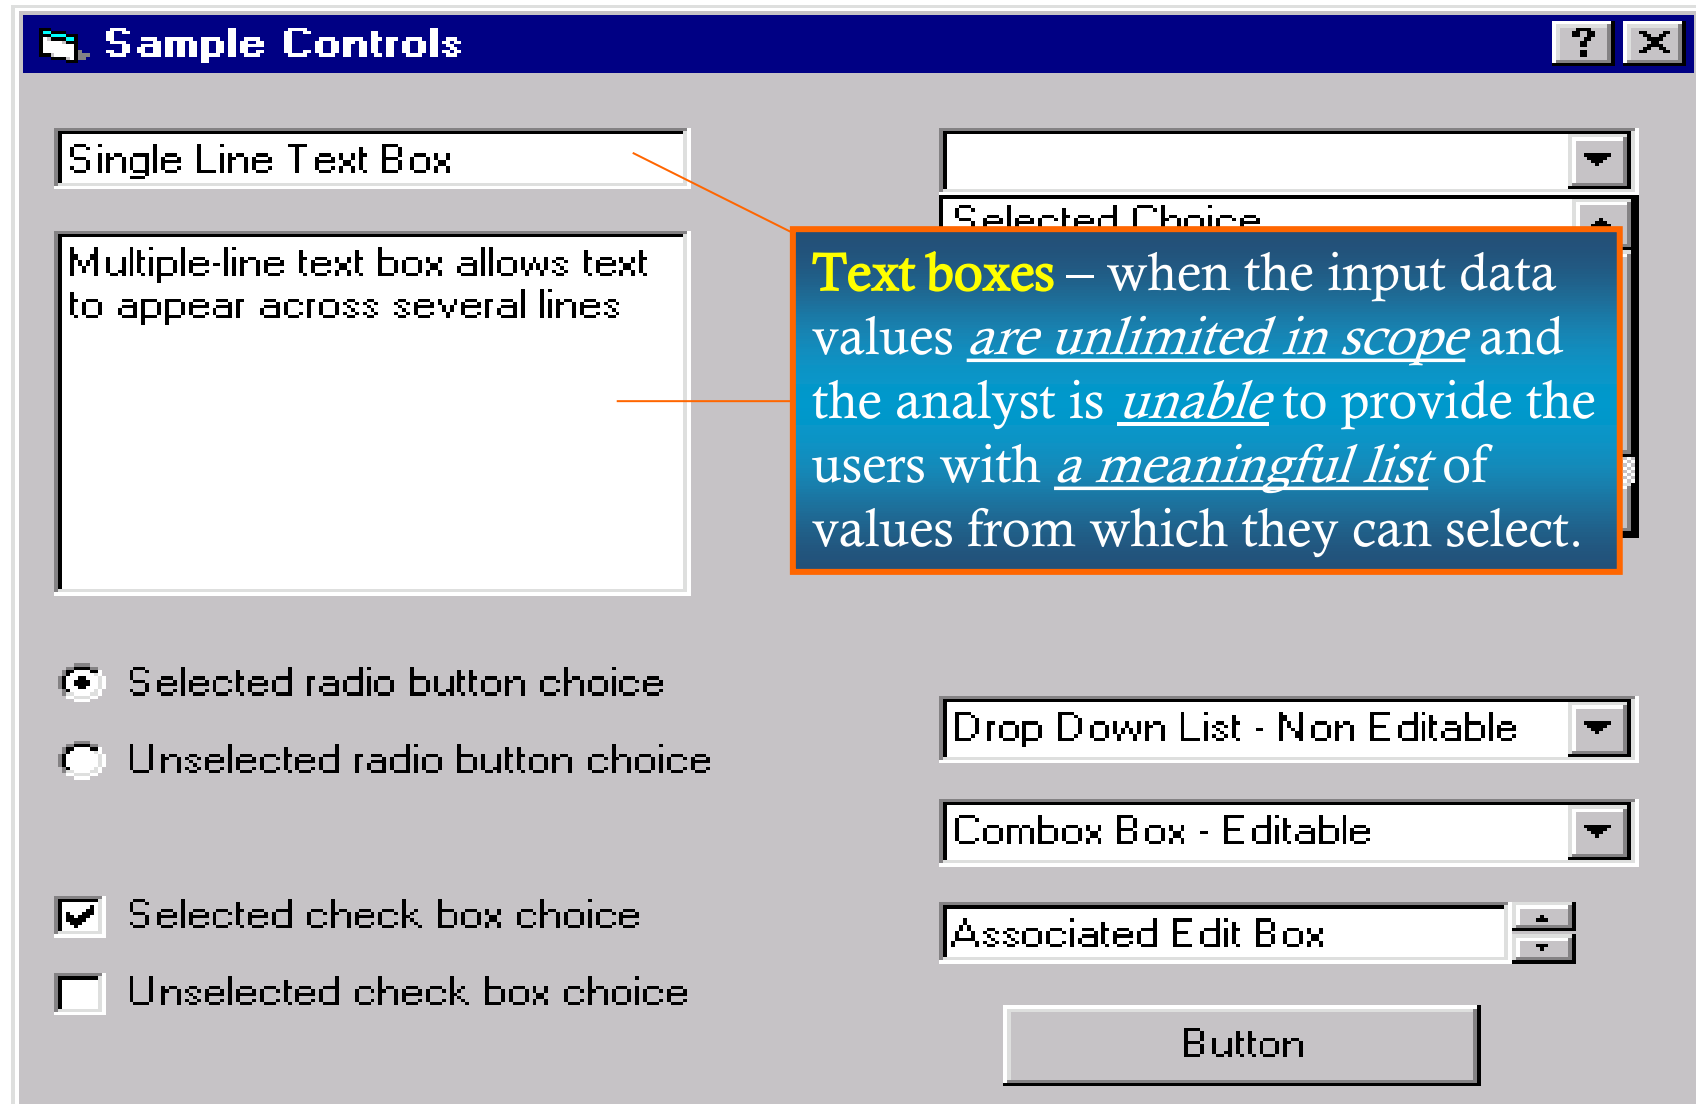 Sample Controls
?
Single Line Text Box
Multiple-line text box allows text
to appear across several lines
Selected Choice
Text boxes – when the input data
values are unlimited in scope and
the analyst is unable to provide the
users with a meaningful list of
values from which they can select.
Selected radio button choice
Unselected radio button choice
Selected check box choice
Unselected check box choice
Drop Down List - Non Editable
Combox Box - Editable
Associated Edit Box
Button